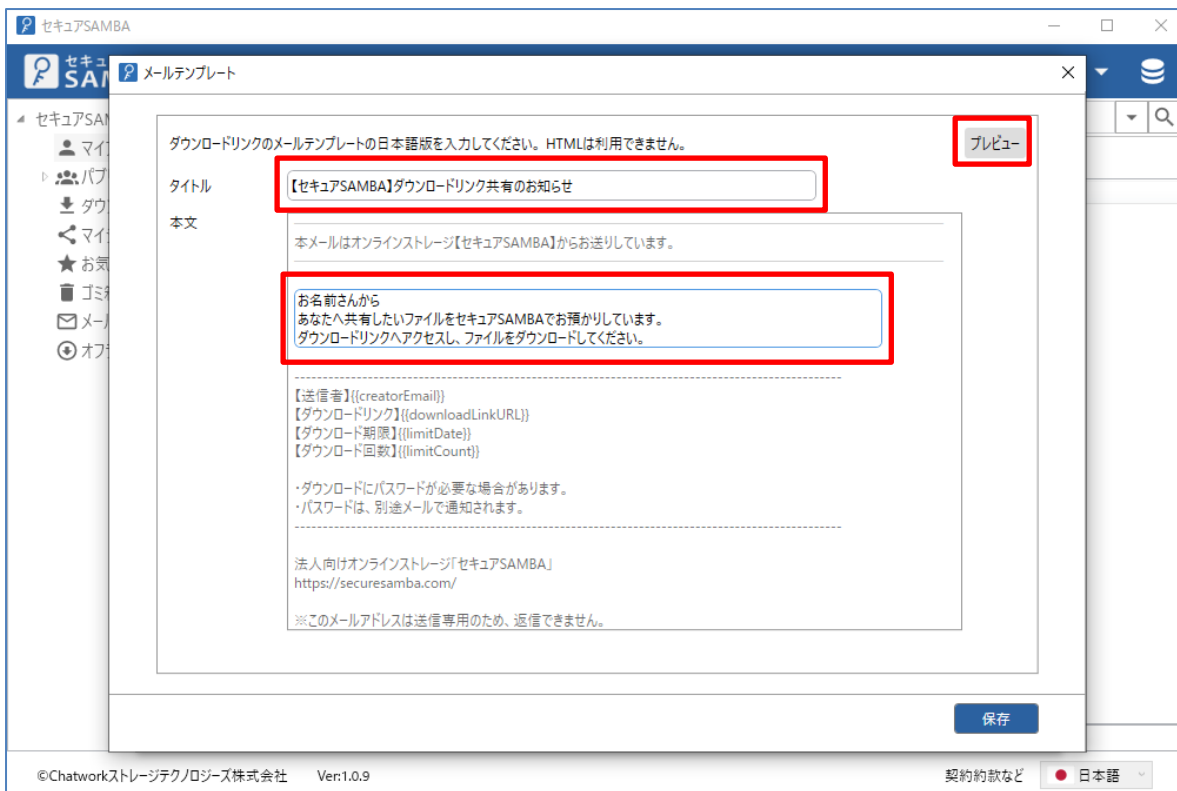 セキュアSAMBA
セキュ
SAM
メールテンプレート
セキュアSAM
マイ
パブ
ダウ
マイ
お気
ゴミ
メー
オフ
ダウンロードリンクのメールテンプレートの日本語版を入力してください。HTMLは利用できません。
プレビュー
タイトル
【セキュアSAMBA】ダウンロードリンク共有のお知らせ
本文
本メールはオンラインストレージ【セキュアSAMBA】からお送りしています。
お名前さんから
あなたへ共有したいファイルをセキュアSAMBAでお預かりしています。
ダウンロードリンクへアクセスし、ファイルをダウンロードしてください。
【送信者】{{creatorEmail}}
【ダウンロードリンク】{{downloadLinkURL}}
【ダウンロード期限】{{limitDate}}
【ダウンロード回数】{{limitCount}}
・ダウンロードにパスワードが必要な場合があります。
・パスワードは、別途メールで通知されます。
法人向けオンラインストレージ「セキュアSAMBA」
https://securesamba.com/
※このメールアドレスは送信専用のため、返信できません。
保存
©Chatworkストレージテクノロジーズ株式会社 Ver:1.0.9
契約約款など 日本語